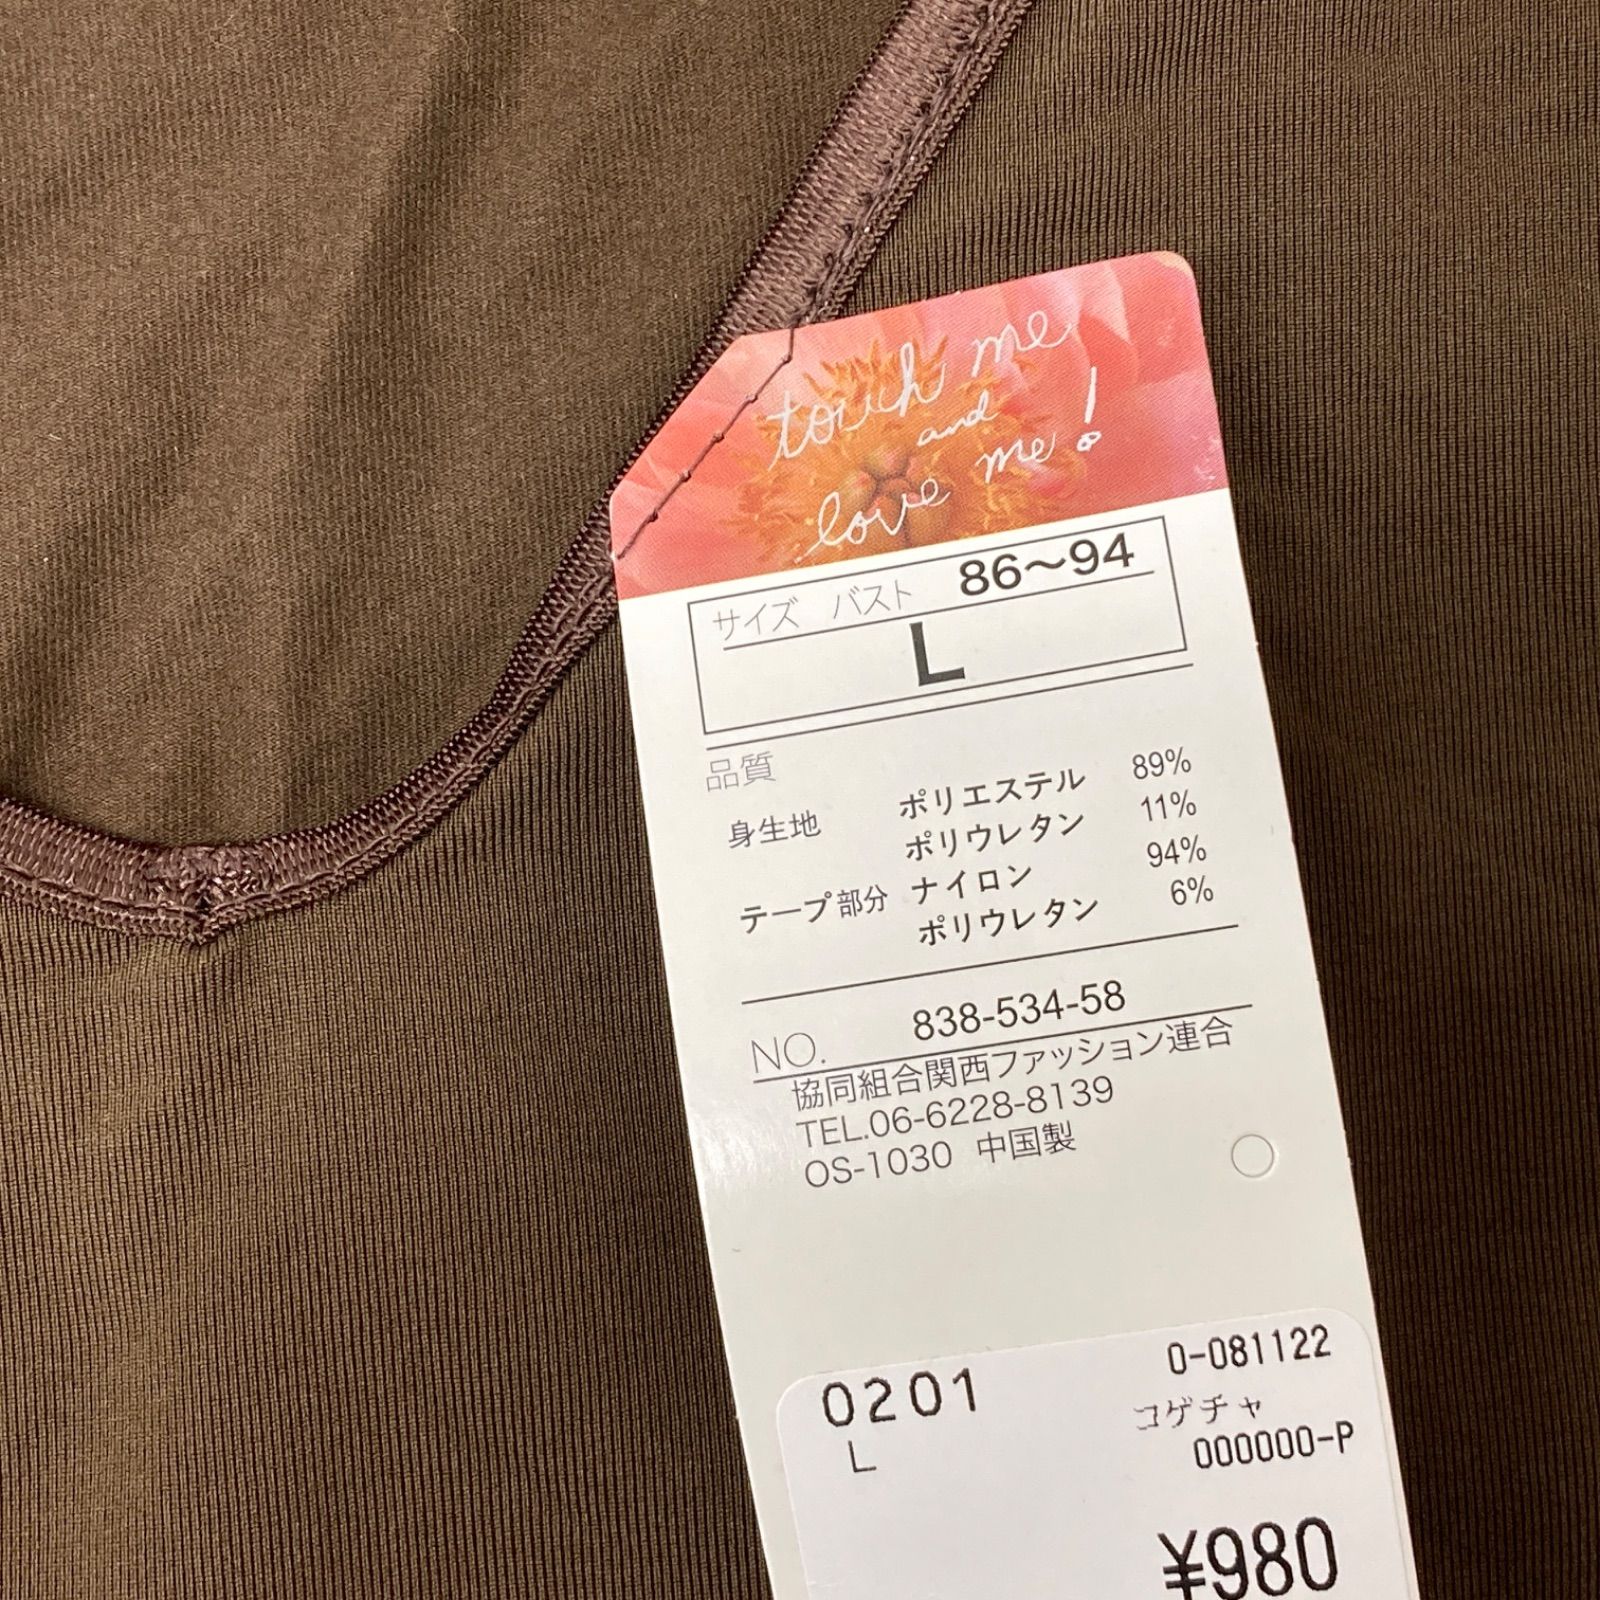 touch me
and
love me!
サイズ バスト 86〜94
L
品質
身生地 ポリエステル 89%
ポリウレタン 11%
テープ部分 ナイロン 94%
ポリウレタン 6%
NO. 838-534-58
協同組合関西ファッション連合
TEL.06-6228-8139
OS-1030 中国製
0201 0-081122
L コゲチャ
000000-P
¥980